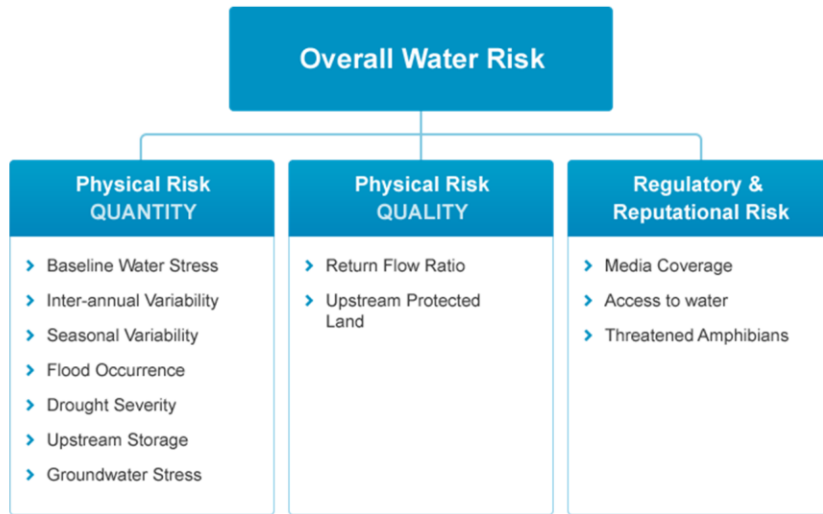 Overall Water Risk
Physical Risk
QUANTITY
Baseline Water Stress
Inter-annual Variability
Seasonal Variability
Flood Occurrence
Drought Severity
Upstream Storage
Groundwater Stress
Physical Risk
QUALITY
Return Flow Ratio
Upstream Protected
Land
Regulatory &
Reputational Risk
Media Coverage
Access to water
Threatened Amphibians